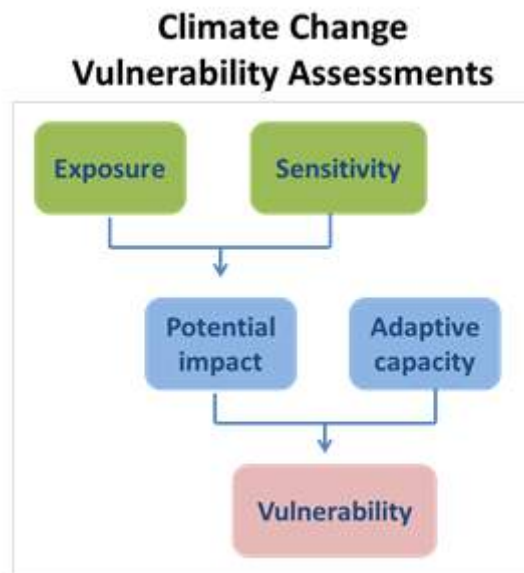 Climate Change
Vulnerability Assessments
Exposure
Sensitivity
Potential
impact
Adaptive
capacity
Vulnerability